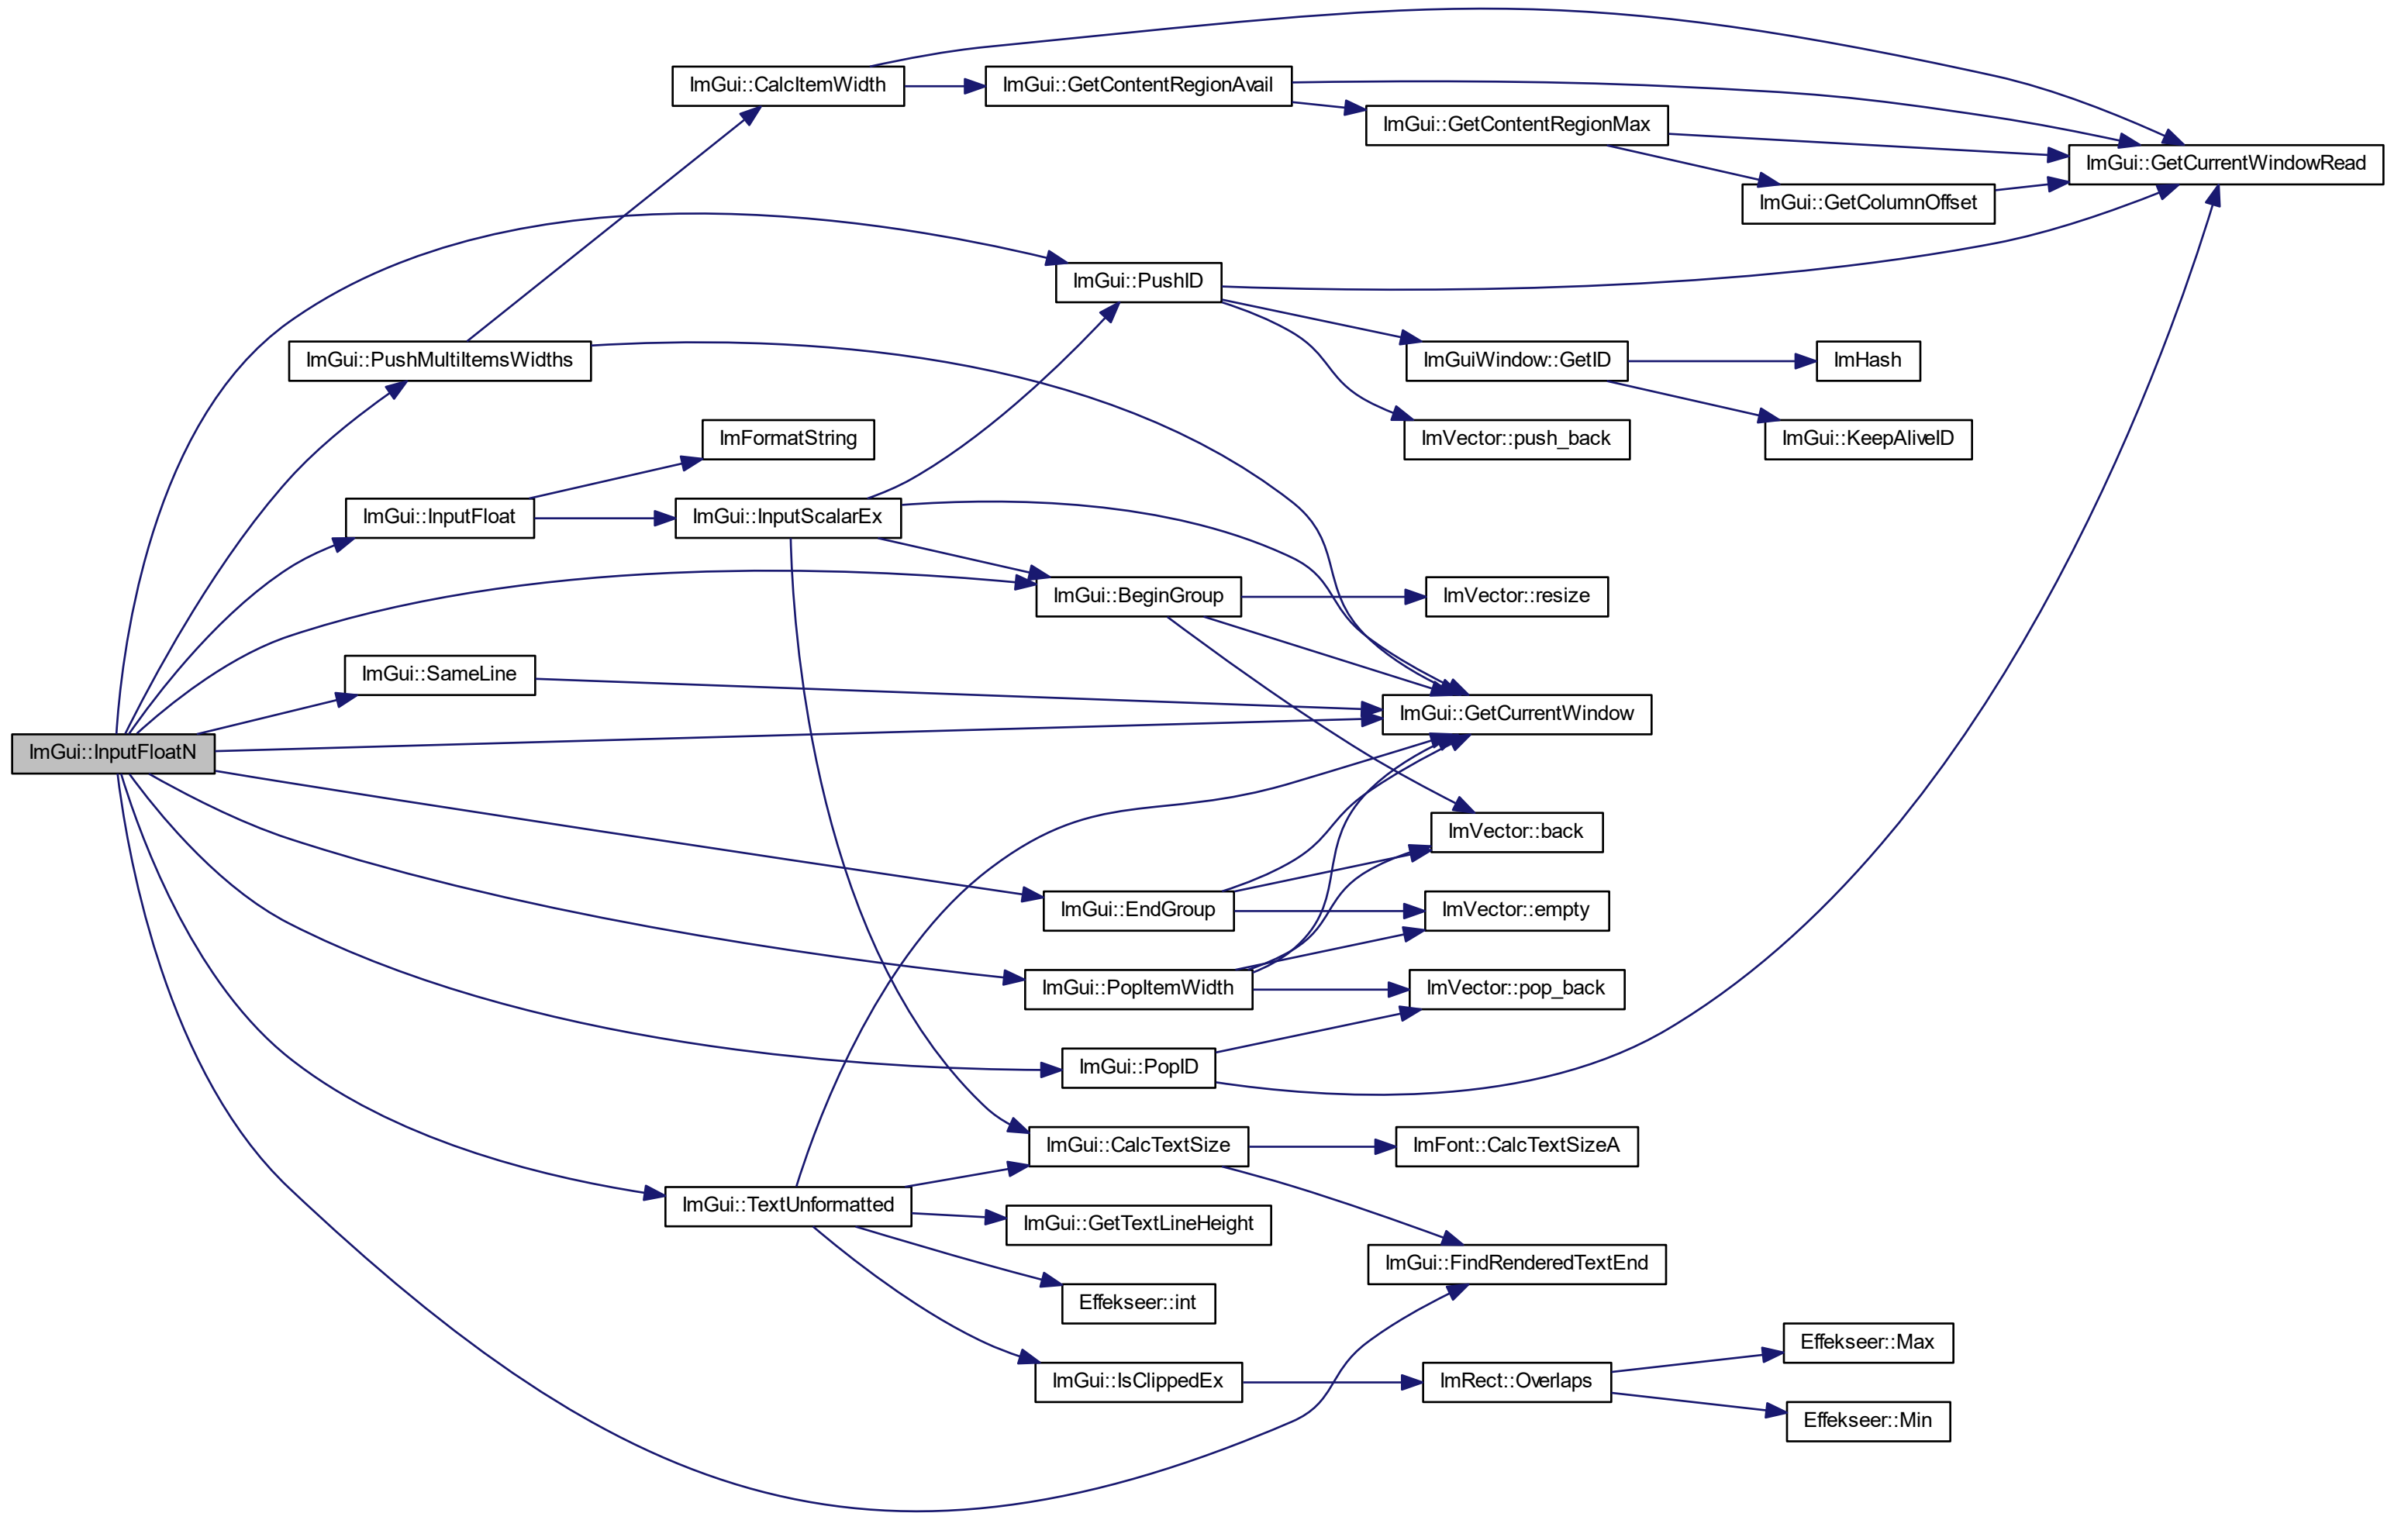 ImGui::CalcItemWidth
ImGui::GetContentRegionAvail
ImGui::GetContentRegionMax
ImGui::GetCurrentWindowRead
ImGui::GetColumnOffset
ImGui::PushID
ImGui::PushMultiItemsWidths
ImGuiWindow::GetID
ImHash
ImFormatString
ImVector::push_back
ImGui::KeepAliveID
ImGui::InputFloat
ImGui::InputScalarEx
ImGui::BeginGroup
ImVector::resize
ImGui::SameLine
ImGui::GetCurrentWindow
ImGui::InputFloatN
ImVector::back
ImGui::EndGroup
ImVector::empty
ImGui::PopItemWidth
ImVector::pop_back
ImGui::PopID
ImGui::CalcTextSize
ImFont::CalcTextSizeA
ImGui::TextUnformatted
ImGui::GetTextLineHeight
ImGui::FindRenderedTextEnd
Effekseer::int
Effekseer::Max
ImGui::IsClippedEx
ImRect::Overlaps
Effekseer::Min